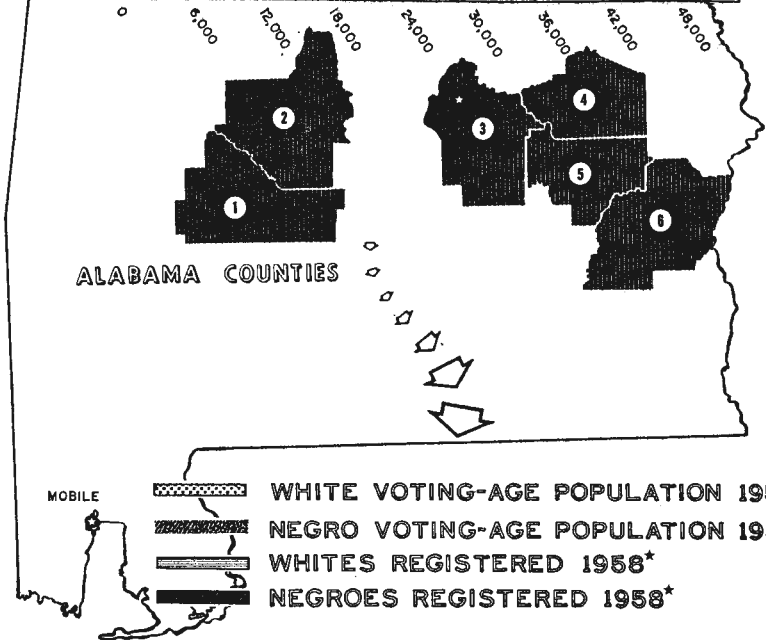 0 6,000 12,000 18,000 24,000 30,000 36,000 42,000 48,000
2
3
4
5
1
6
ALABAMA COUNTIES
MOBILE
WHITE VOTING-AGE POPULATION
NEGRO VOTING-AGE POPULATION
WHITES REGISTERED 1958*
NEGROES REGISTERED 1958*